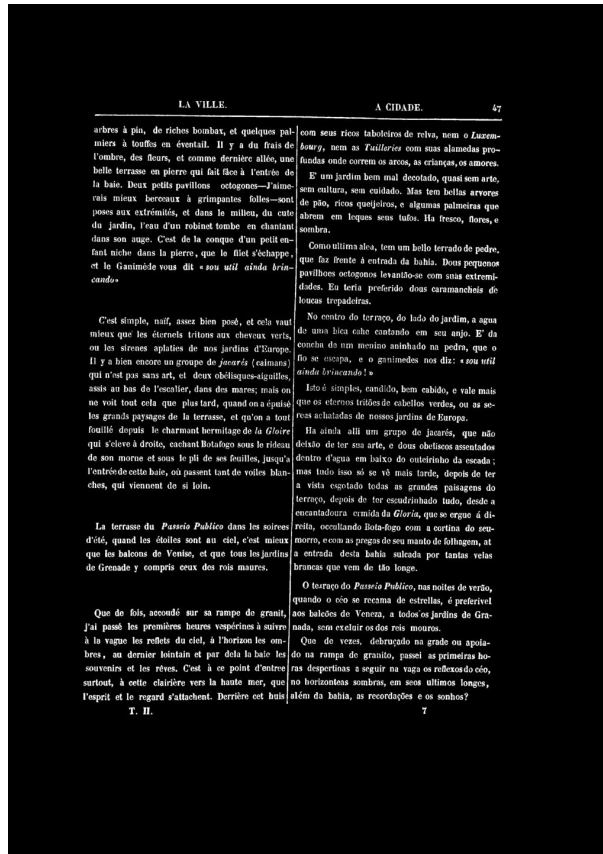 LA VILLE.
arbres à pin, de riches bombax, et quelques pal-
miers à touffes en éventail. Il y a du frais de
l'ombre, des fleurs, et comme dernière allée, une
belle terrasse en pierre qui fait fâce à l'entrée de
la baie. Deux petits pavillons octogones—J'aime-
rais mieux berceaux à grimpantes folles—sont
poses aux extrémités, et dans le milieu, du cute
du jardin, l'eau d'un robinet tombe en chantant
dans son auge. C'est de la conque d'un petit en-
fant niche dans la pierre, que le filet s'échappe,
et le Ganimède vous dit «sou util ainda brin-
cando»
C'est simple, naïf, assez bien posé, et cela vaut
mieux que les éternels tritons aux cheveux verts,
ou les sirenes aplaties de nos jardins d'Europe.
Il y a bien encore un groupe de jacarés (caimans)
qui n'est pas sans art, et deux obélisques-aiguilles,
assis au bas de l'escalier, dans des mares; mais on
ne voit tout cela que plus tard, quand on a épuisé
les grands paysages de la terrasse, et qu'on a tout
fouillé depuis le charmant hermitage de la Gloire
qui s'eleve à droite, cachant Botafogo sous le rideau
de son morne et sous le pli de ses feuilles, jusqu'a
l'entrée de cette baie, où passent tant de voiles blan-
ches, qui viennent de si loin.
La terrasse du Passeio Publico dans les soirees
d'été, quand les étoiles sont au ciel, c'est mieux
que les balcons de Venise, et que tous les jardins
de Grenade y compris ceux des rois maures.
Que de fois, accoudé sur sa rampe de granit,
j'ai passé les premières heures vespérines à suivre
à la vague les reflets du ciel, á l'horizon les om-
bres, au dernier lointain et par dela la baie les
souvenirs et les rêves. C'est à ce point d'entree
surtout, à cette clairière vers la haute mer, que
l'esprit et le regard s'attachent. Derrière cet huis
T. II.
A CIDADE. 47
com seus ricos taboleiros de relva, nem o Luxem-
bourg, nem as Tuilleries com suas alamedas pro-
fundas onde correm os arcos, as crianças, os amores.
E' um jardim bem mal decotado, quasi sem arte,
sem cultura, sem cuidado. Mas tem bellas arvores
de pão, ricos queijeiros, e algumas palmeiras que
abrem em leques seus tufos. Ha fresco, flores, e
sombra.
Como ultima alea, tem um bello terrado de pedre,
que faz frente à entrada da bahia. Dous pequenos
pavilhoes octogonos levantão-se com suas extremi-
dades. Eu teria preferido dous caramancheis de
loucas trepadeiras.
No centro do terraço, do lado do jardim, a agua
de uma bica cahe cantando em seu anjo. E' da
concha de um menino aninhado na pedra, que o
fio se escapa, e o ganimedes nos diz: «sou util
ainda brincando!»
Isto é simples, candido, bem cabido, e vale mais
que os eternos tritões de cabellos verdes, ou as se-
reas achatadas de nossos jardins de Europa.
Ha ainda alli um grupo de jacarés, que não
deixão de ter sua arte, e dous obeliscos assentados
dentro d'agua em baixo do outeirinho da escada;
mas tudo isso só se vê mais tarde, depois de ter
a vista esgotado todas as grandes paisagens do
terraço, depois de ter escudrinhado tudo, desde a
encantadoura ermida da Gloria, que se ergue á di-
reita, occultando Bota-fogo com a cortina do seu-
morro, e com as pregas de seu manto de folhagem, at
a entrada desta bahia sulcada por tantas velas
brancas que vem de tão longe.
O terraço do Passeio Publico, nas noites de verão,
quando o céo se recama de estrellas, é preferivel
aos balcões de Veneza, a todos os jardins de Gra-
nada, sem excluir os dos reis mouros.
Que de vezes, debruçado na grade ou apoia-
do na rampa de granito, passei as primeiras ho-
ras despertinas a seguir na vaga os reflexos do céo,
no horizonte as sombras, em seos ultimos longes,
além da bahia, as recordações e os sonhos?
7